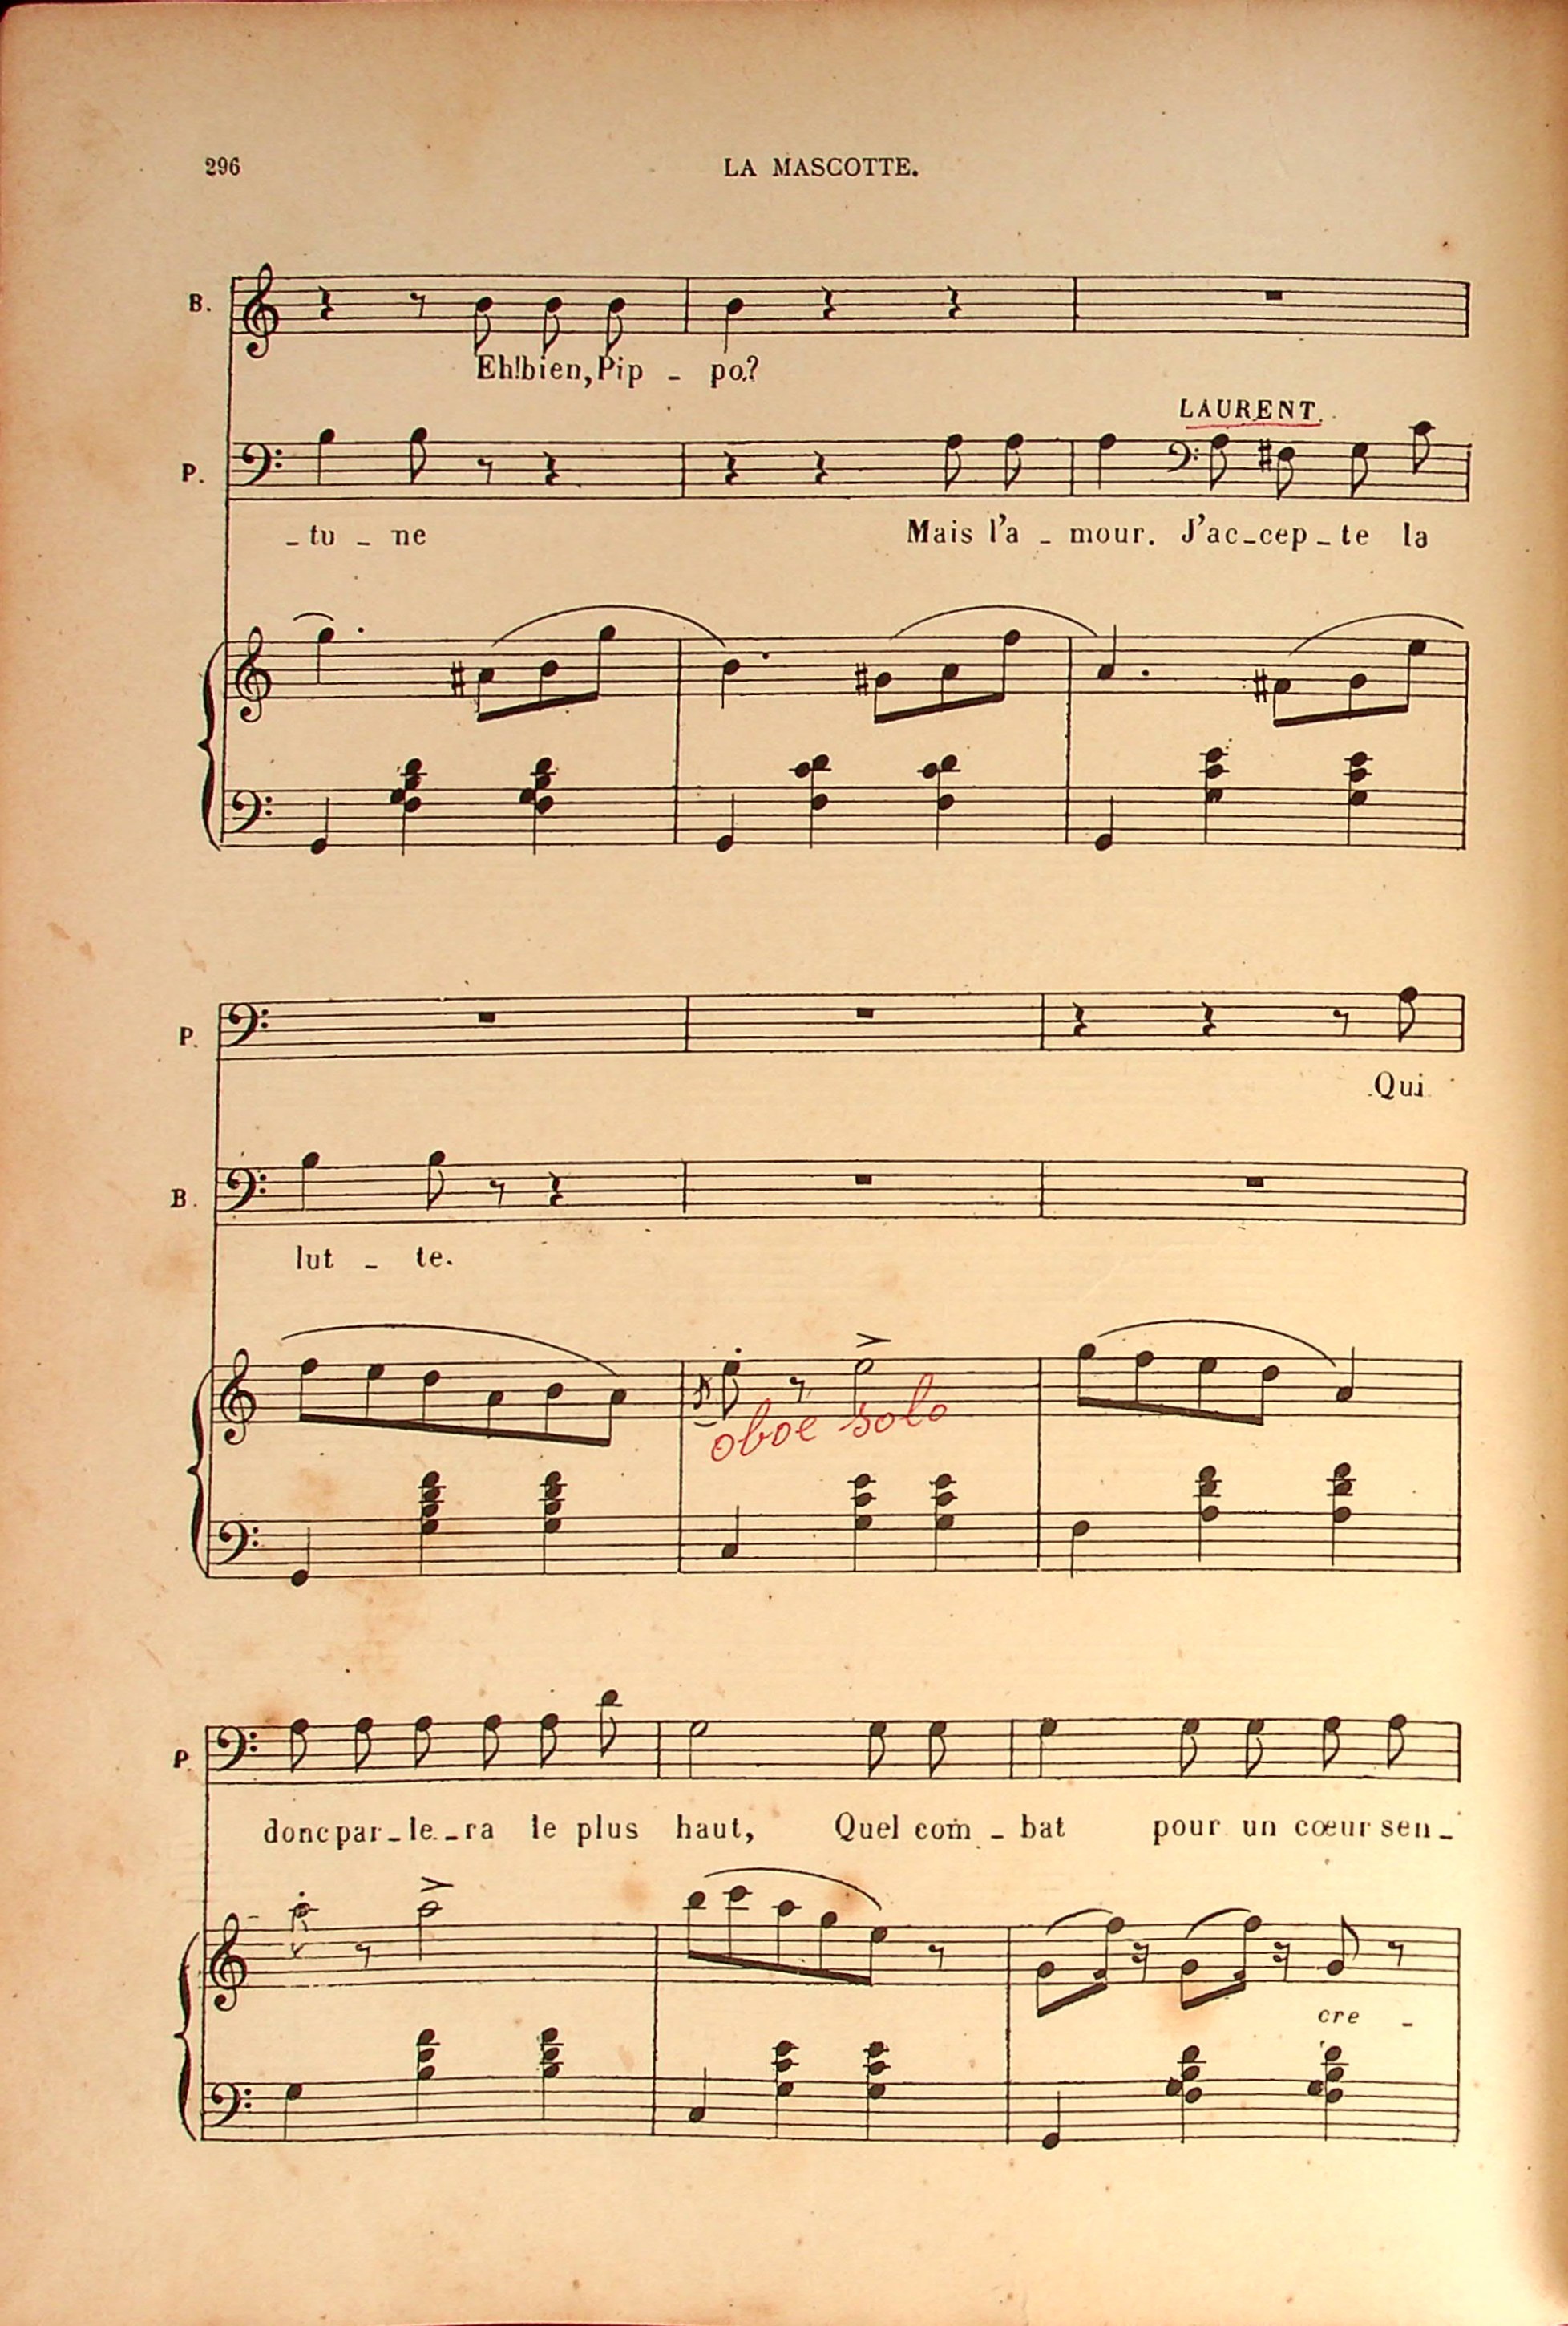 296 LA MASCOTTE.
B.
Eh! bien, Pip - po?
LAURENT.
P.
- tu - ne Mais l'a - mour. J'ac - cep - te la
P.
Qui
B.
lut - te.
oboe solo
P.
donc par - le - ra le plus haut, Quel com - bat pour un cœur sen -
cre -